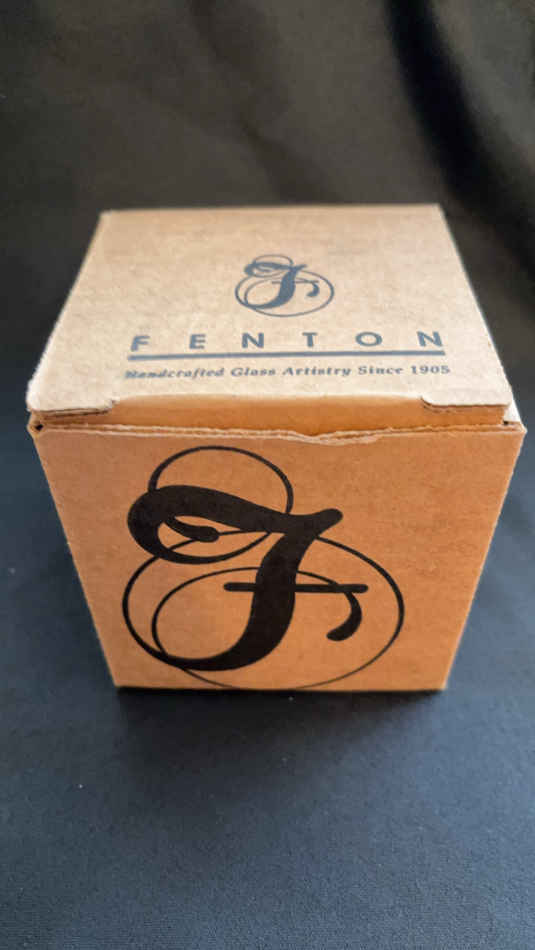 F
FENTON
Handcrafted Glass Artistry Since 1905
F